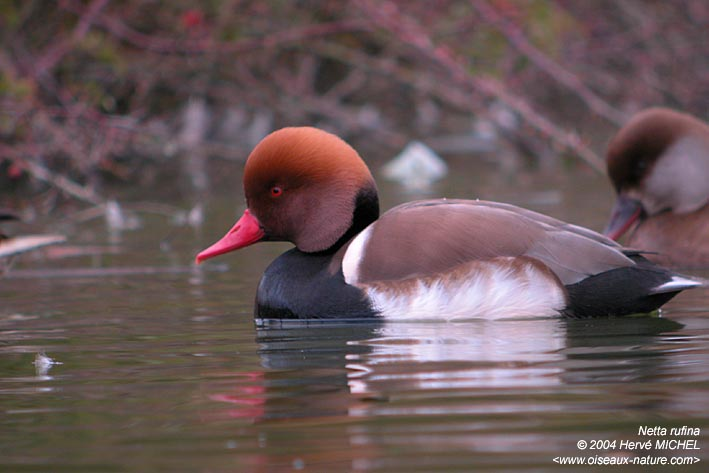 Netta rufina
© 2004 Hervé MICHEL
<www.oiseaux-nature.com>